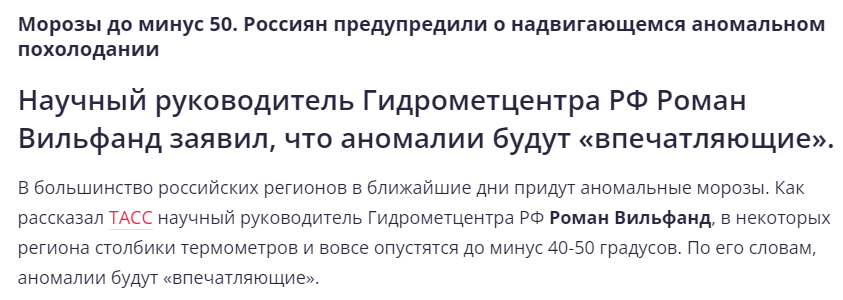 Морозы до минус 50. Россиян предупредили о надвигающемся аномальном
похолодании
Научный руководитель Гидрометцентра РФ Роман
Вильфанд заявил, что аномалии будут «впечатляющие».
В большинство российских регионов в ближайшие дни придут аномальные морозы. Как
рассказал ТАСС научный руководитель Гидрометцентра РФ Роман Вильфанд, в некоторых
региона столбики термометров и вовсе опустятся до минус 40-50 градусов. По его словам,
аномалии будут «впечатляющие».